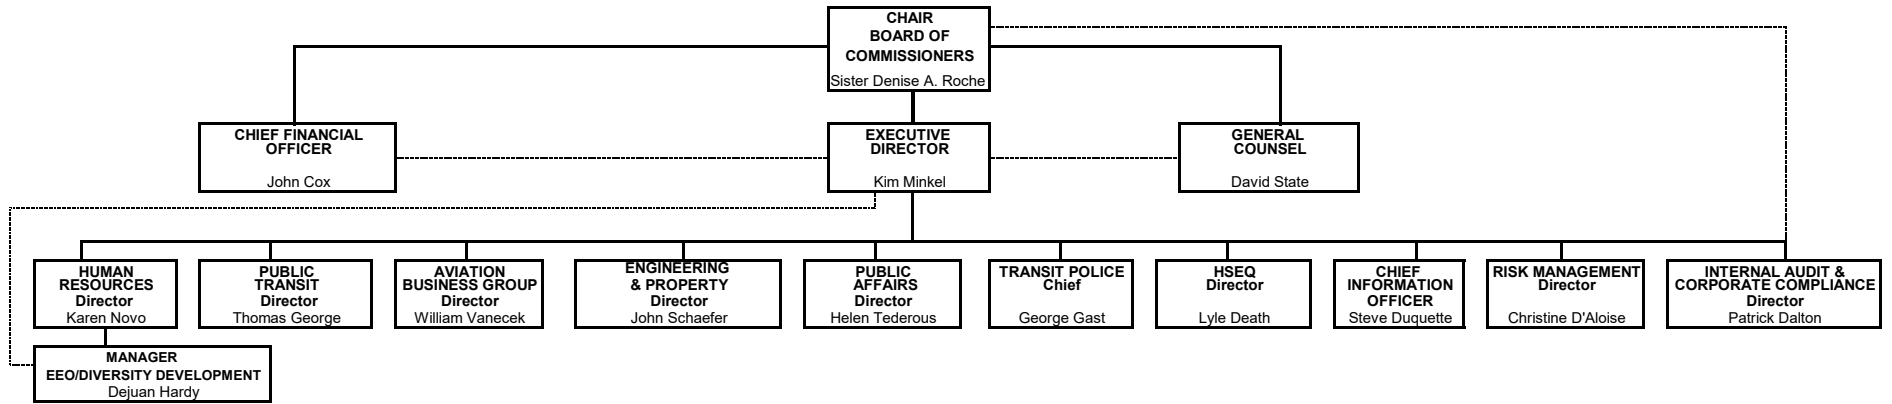 CHAIR
BOARD OF
COMMISSIONERS
Sister Denise A. Roche
CHIEF FINANCIAL
OFFICER
John Cox
EXECUTIVE
DIRECTOR
Kim Minkel
GENERAL
COUNSEL
David State
HUMAN
RESOURCES
Director
Karen Novo
PUBLIC
TRANSIT
Director
Thomas George
AVIATION
BUSINESS GROUP
Director
William Vanecek
ENGINEERING
& PROPERTY
Director
John Schaefer
PUBLIC
AFFAIRS
Director
Helen Tederous
TRANSIT POLICE
Chief
George Gast
HSEQ
Director
Lyle Death
CHIEF
INFORMATION
OFFICER
Steve Duquette
RISK MANAGEMENT
Director
Christine D'Aloise
INTERNAL AUDIT &
CORPORATE COMPLIANCE
Director
Patrick Dalton
MANAGER
EEO/DIVERSITY DEVELOPMENT
Dejuan Hardy